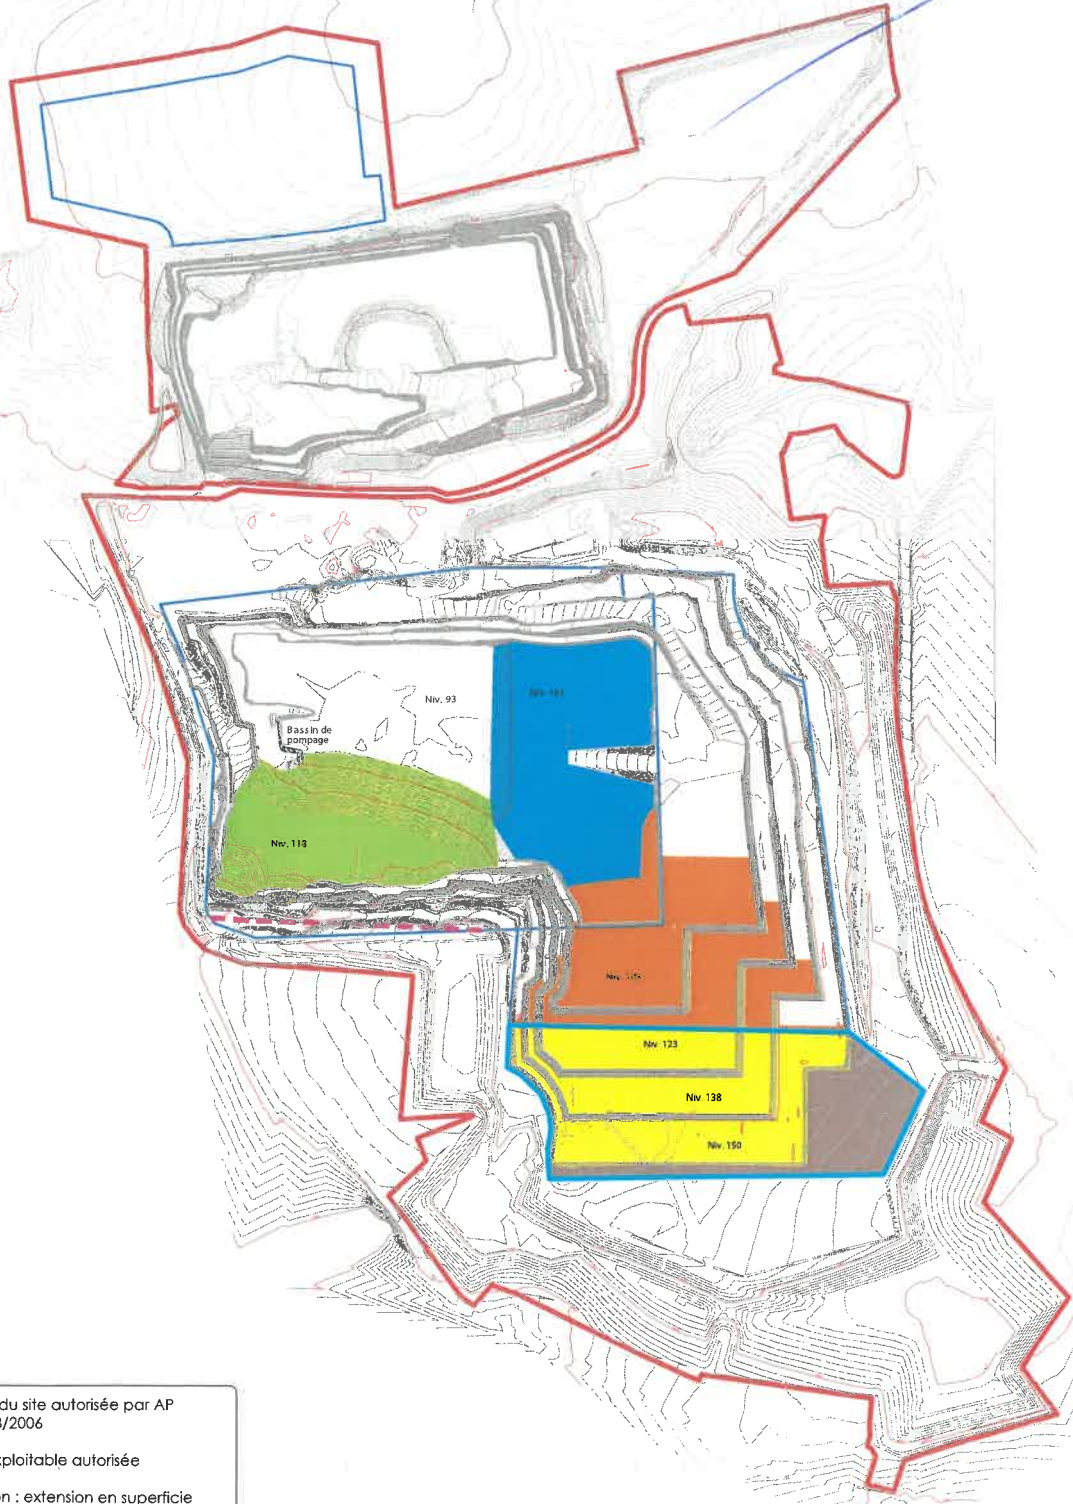 Niv. 93
Bassin de
pompage
Niv. 113
Niv. 123
Niv. 138
Niv. 150
du site autorisée par AP
/2006
ploitable autorisée
n : extension en superficie